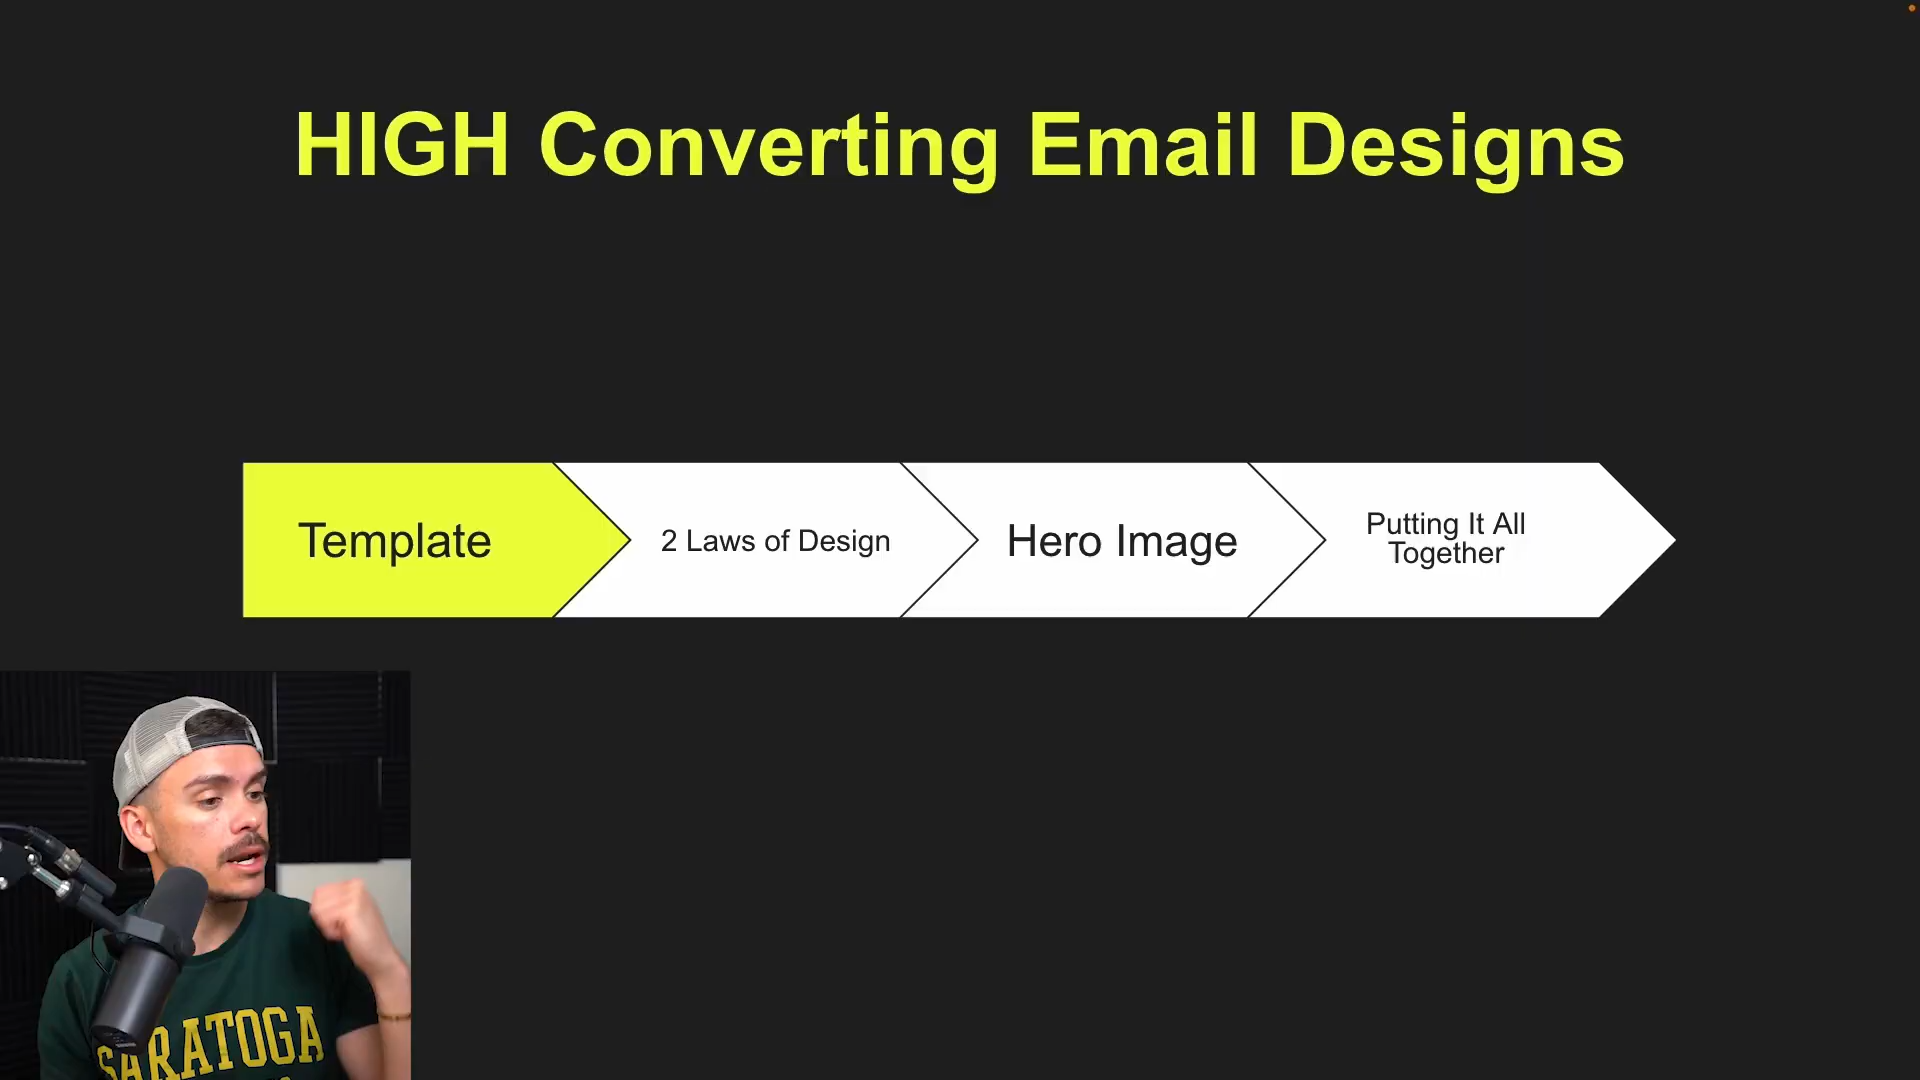 HIGH Converting Email Designs
Template
2 Laws of Design
Hero Image
Putting It All
Together
SARATOGA